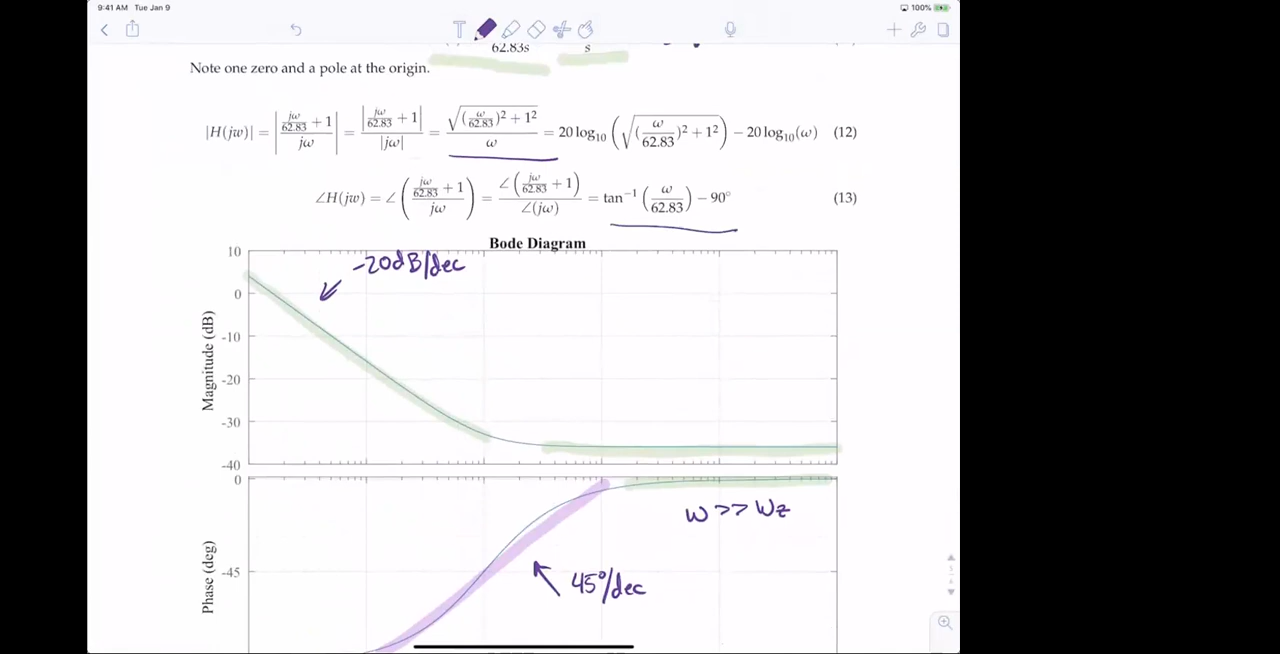 9:41 AM Tue Jan 9
100%
62.83s
s
Note one zero and a pole at the origin.
|H(jw)| = |(jω/62.83 + 1)/(jω)| = |jω/62.83 + 1|/|jω| = √((ω/62.83)² + 1²)/ω = 20 log₁₀ (√((ω/62.83)² + 1²)) − 20 log₁₀(ω) (12)
∠H(jw) = ∠((jω/62.83 + 1)/(jω)) = ∠(jω/62.83 + 1)/∠(jω) = tan⁻¹ (ω/62.83) − 90° (13)
Bode Diagram
-20dB/dec
Magnitude (dB)
10
0
-10
-20
-30
-40
Phase (deg)
0
-45
W >> Wz
45°/dec